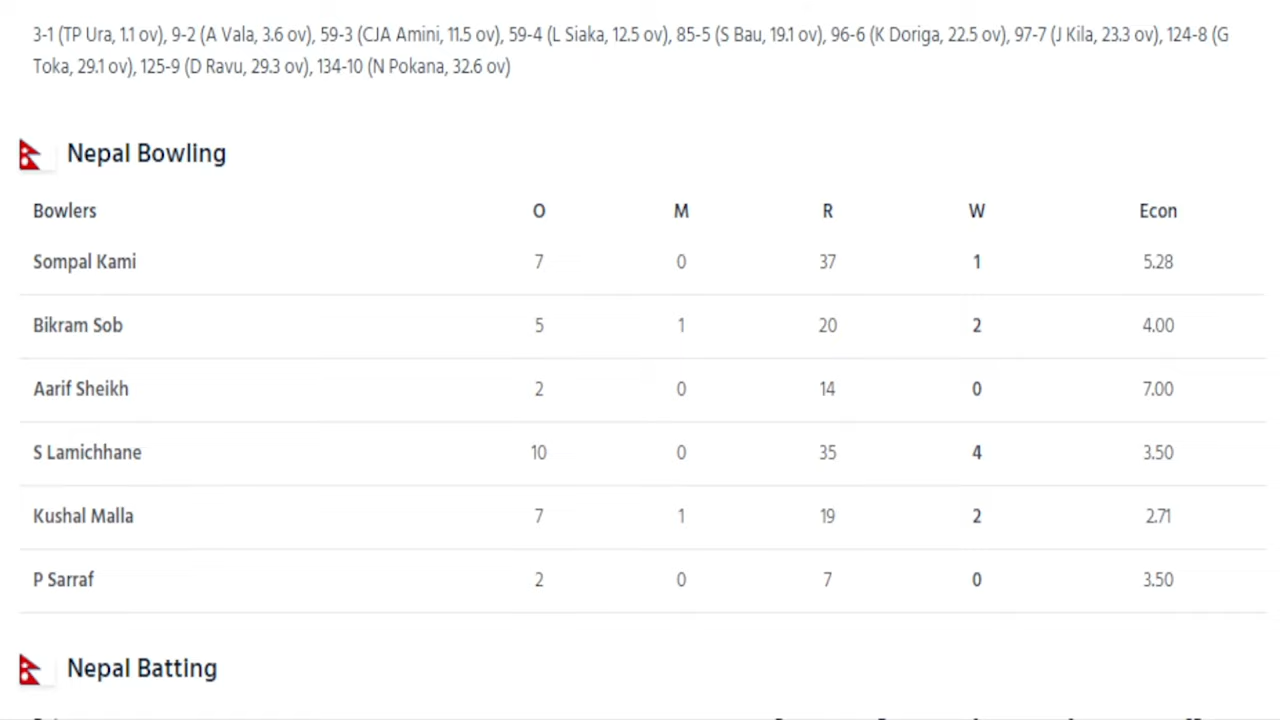 3-1 (TP Ura, 1.1 ov), 9-2 (A Vala, 3.6 ov), 59-3 (CJA Amini, 11.5 ov), 59-4 (L Siaka, 12.5 ov), 85-5 (S Bau, 19.1 ov), 96-6 (K Doriga, 22.5 ov), 97-7 (J Kila, 23.3 ov), 124-8 (G
Toka, 29.1 ov), 125-9 (D Ravu, 29.3 ov), 134-10 (N Pokana, 32.6 ov)
Nepal Bowling
Bowlers O M R W Econ
Sompal Kami 7 0 37 1 5.28
Bikram Sob 5 1 20 2 4.00
Aarif Sheikh 2 0 14 0 7.00
S Lamichhane 10 0 35 4 3.50
Kushal Malla 7 1 19 2 2.71
P Sarraf 2 0 7 0 3.50
Nepal Batting